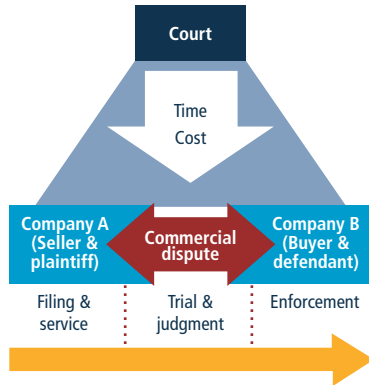 Court
Time
Cost
Company A
(Seller &
plaintiff)
Commercial
dispute
Company B
(Buyer &
defendant)
Filing &
service
Trial &
judgment
Enforcement